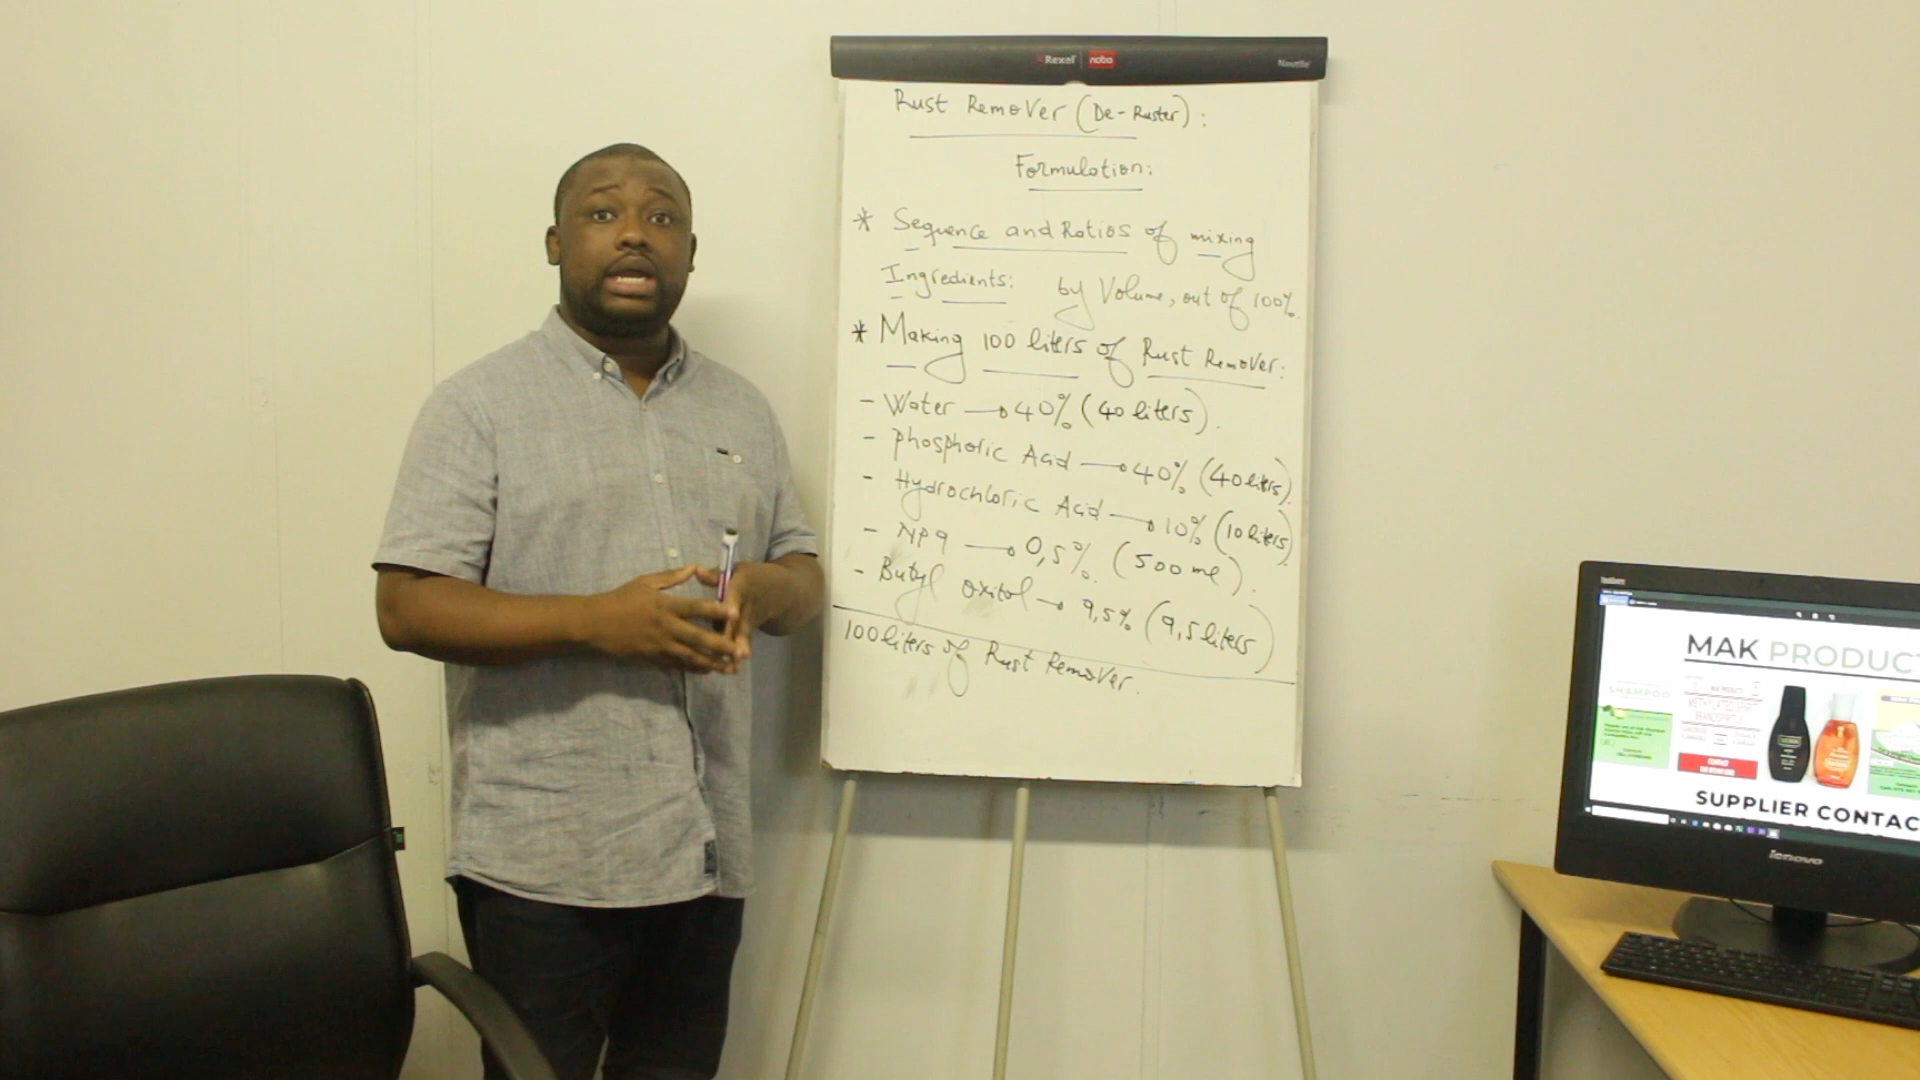 Rexel nobo
Rust Remover (De-Ruster):
Formulation:
* Sequence and Ratios of mixing
Ingredients: by Volume, out of 100%.
* Making 100 liters of Rust Remover:
- Water → 40% (40 liters).
- phosphoric Acid → 40% (40 liters).
- Hydrochloric Acid → 10% (10 liters).
- NP9 → 0,5%. (500 ml).
- Butyl oxitol → 9,5% (9,5 liters)
100 liters of Rust Remover.
MAK PRODUCT
SHAMPOO
SUPPLIER CONTAC
lenovo